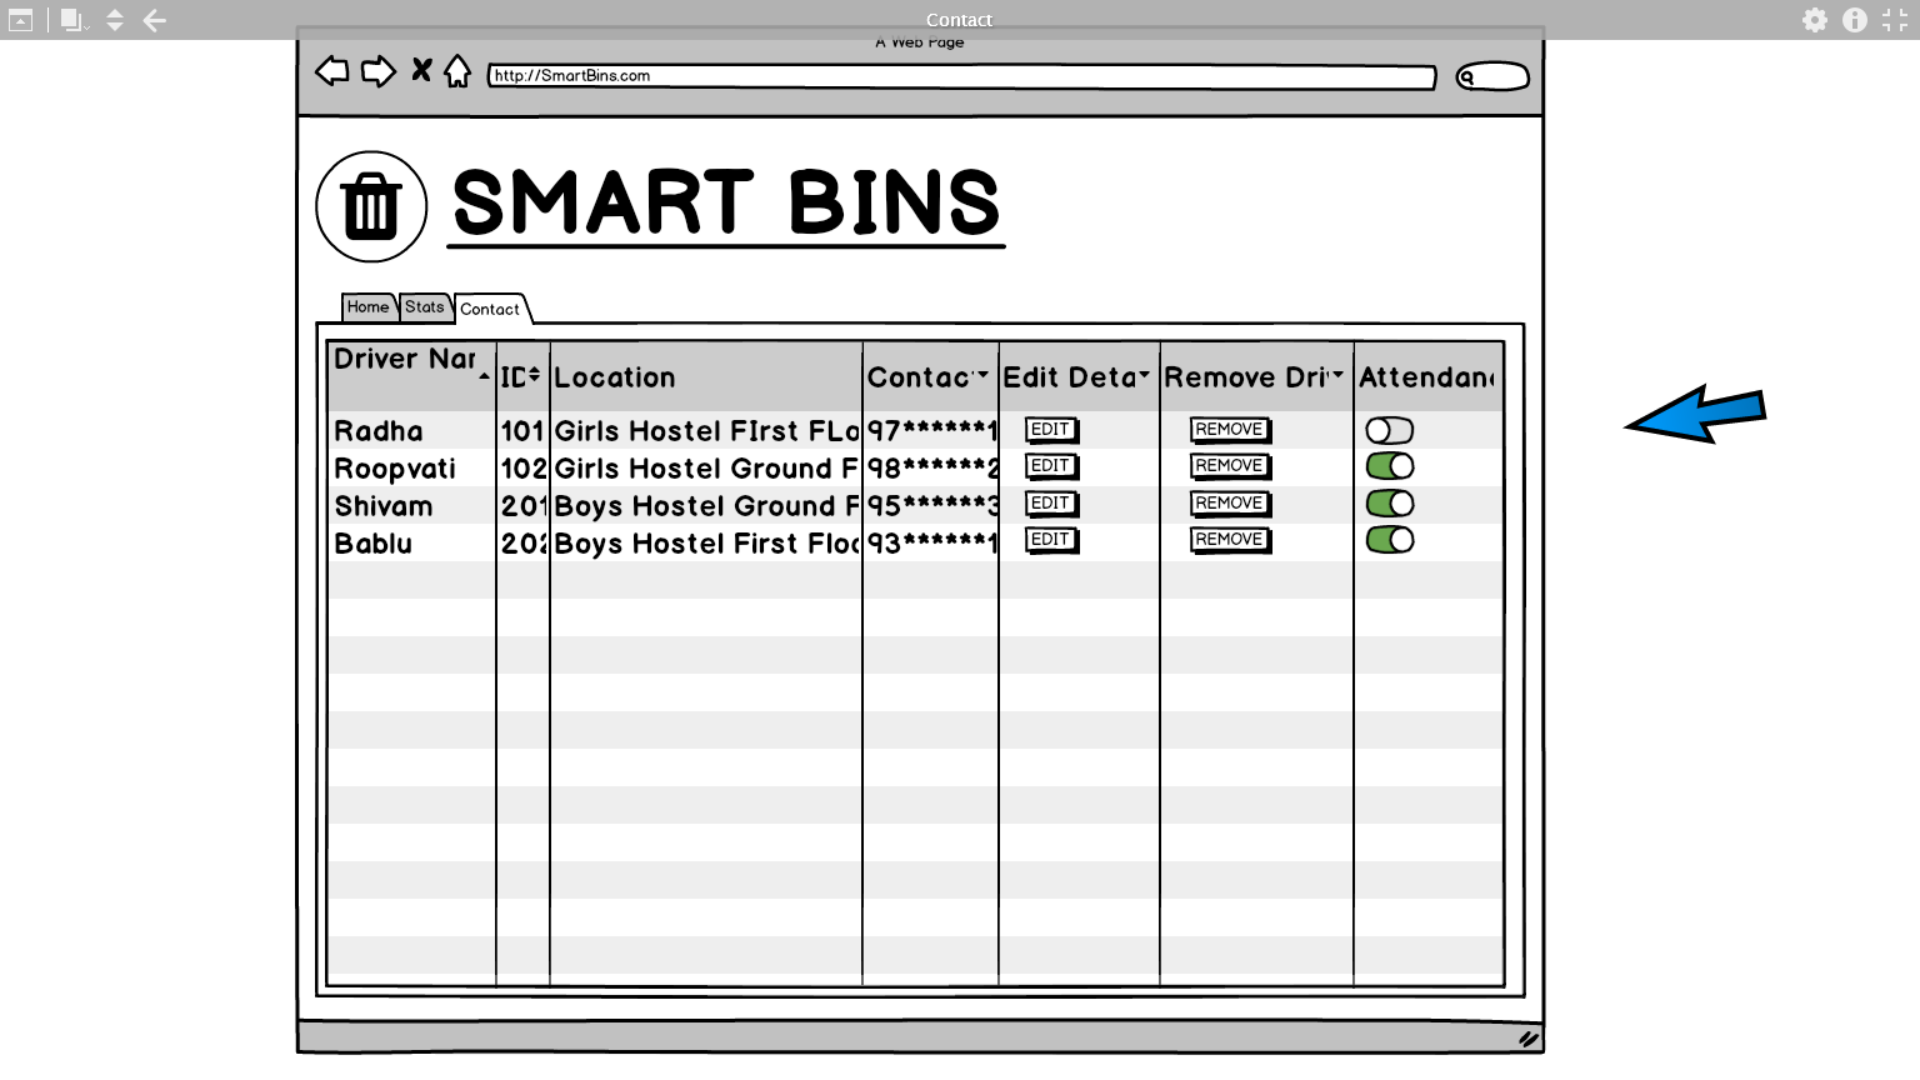 Contact
A Web Page
http://SmartBins.com
SMART BINS
Home Stats Contact
Driver Nar ID Location Contac Edit Deta Remove Dri Attendanc
Radha 101 Girls Hostel FIrst FLo 97******1 EDIT REMOVE
Roopvati 102 Girls Hostel Ground F 98******2 EDIT REMOVE
Shivam 201 Boys Hostel Ground F 95******3 EDIT REMOVE
Bablu 202 Boys Hostel First Floo 93******1 EDIT REMOVE